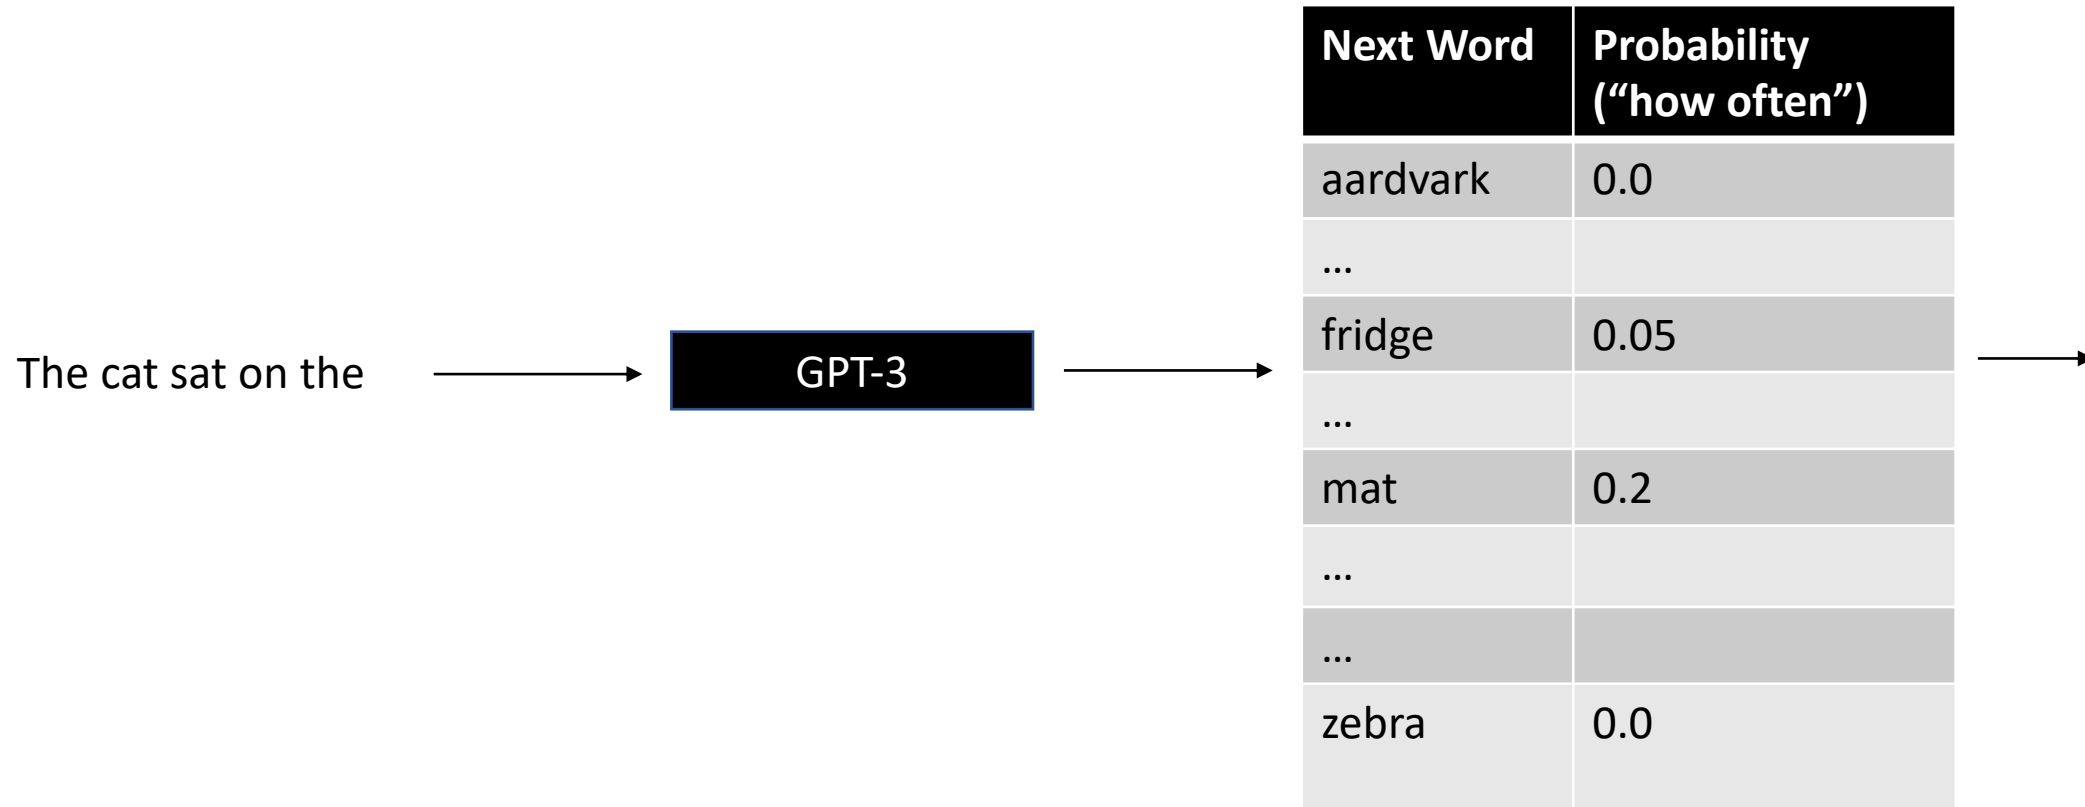 The cat sat on the
GPT-3
Next Word Probability
(“how often”)
aardvark 0.0
…
fridge 0.05
…
mat 0.2
…
…
zebra 0.0